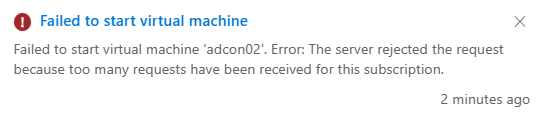 Failed to start virtual machine
Failed to start virtual machine 'adcon02'. Error: The server rejected the request
because too many requests have been received for this subscription.
2 minutes ago